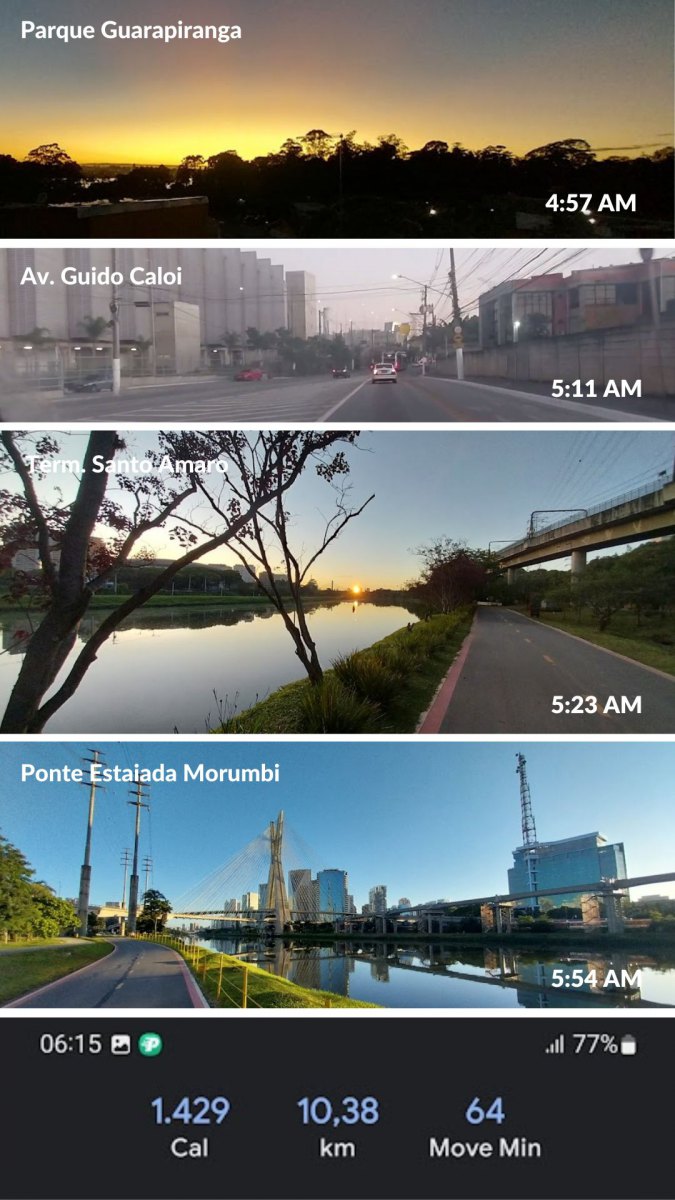 Parque Guarapiranga
4:57 AM
Av. Guido Caloi
5:11 AM
Term. Santo Amaro
5:23 AM
Ponte Estaiada Morumbi
5:54 AM
06:15 77%
1.429 10,38 64
Cal km Move Min